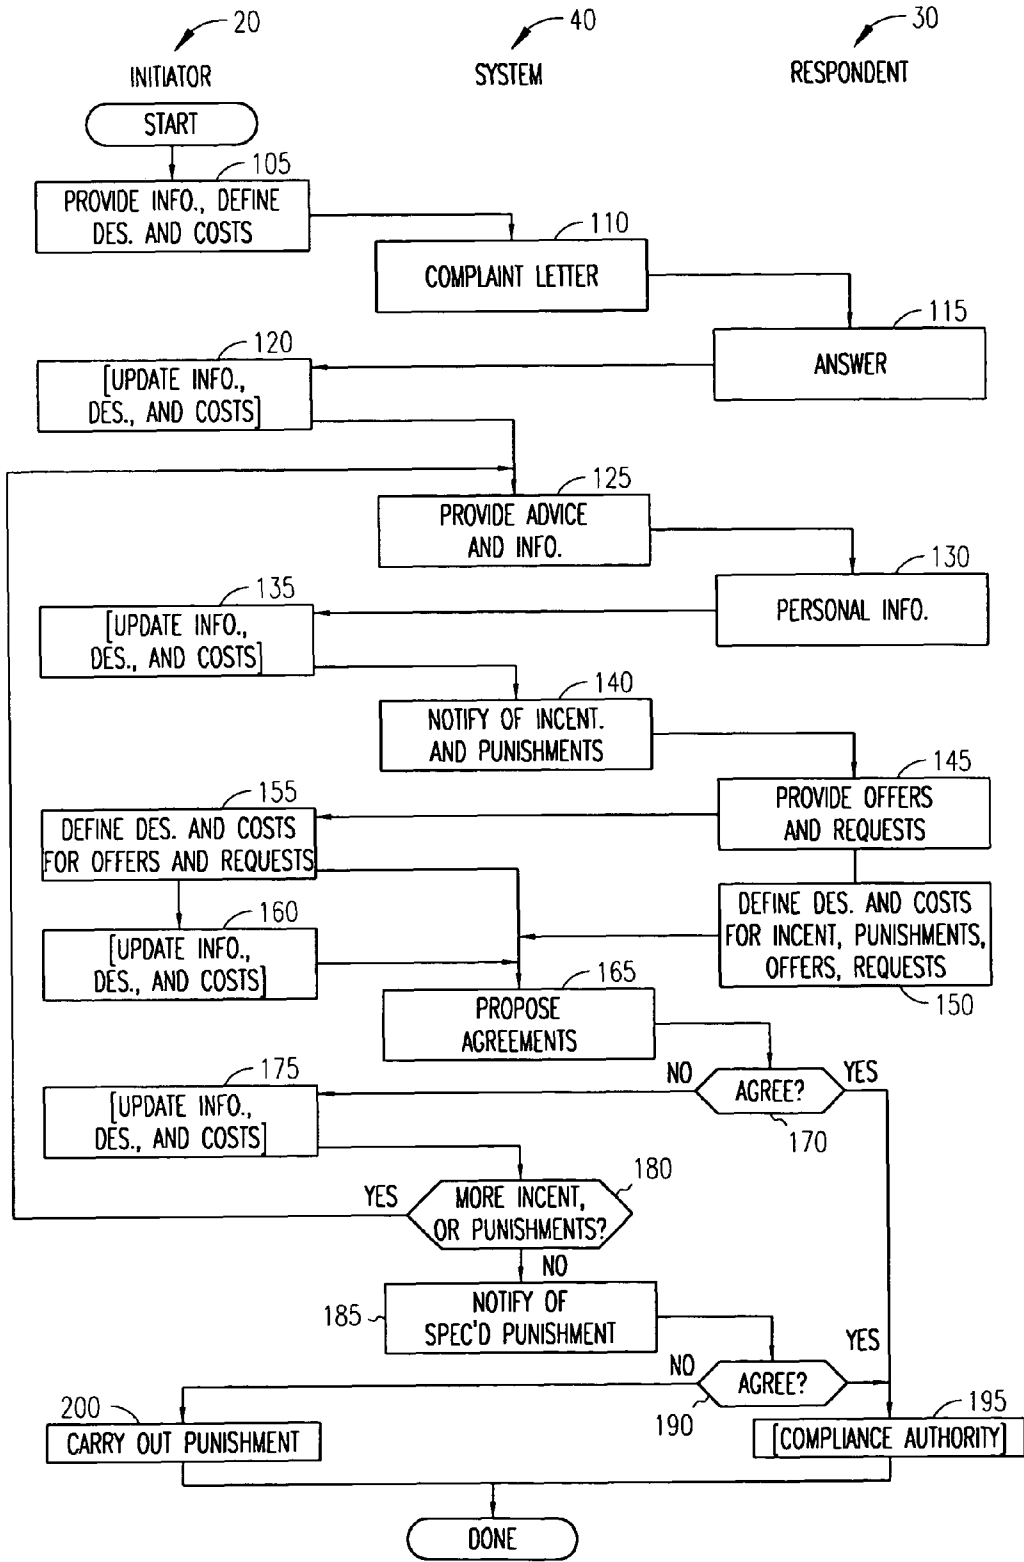 20
40
30
INITIATOR
SYSTEM
RESPONDENT
START
105
PROVIDE INFO., DEFINE
DES. AND COSTS
110
COMPLAINT LETTER
115
ANSWER
120
[UPDATE INFO.,
DES., AND COSTS]
125
PROVIDE ADVICE
AND INFO.
130
PERSONAL INFO.
135
[UPDATE INFO.,
DES., AND COSTS]
140
NOTIFY OF INCENT.
AND PUNISHMENTS
145
PROVIDE OFFERS
AND REQUESTS
155
DEFINE DES. AND COSTS
FOR OFFERS AND REQUESTS
DEFINE DES. AND COSTS
FOR INCENT, PUNISHMENTS,
OFFERS, REQUESTS
150
160
[UPDATE INFO.,
DES., AND COSTS]
165
PROPOSE
AGREEMENTS
NO
AGREE?
YES
170
175
[UPDATE INFO.,
DES., AND COSTS]
180
YES
MORE INCENT,
OR PUNISHMENTS?
NO
185
NOTIFY OF
SPEC'D PUNISHMENT
NO
AGREE?
YES
190
200
CARRY OUT PUNISHMENT
195
[COMPLIANCE AUTHORITY]
DONE